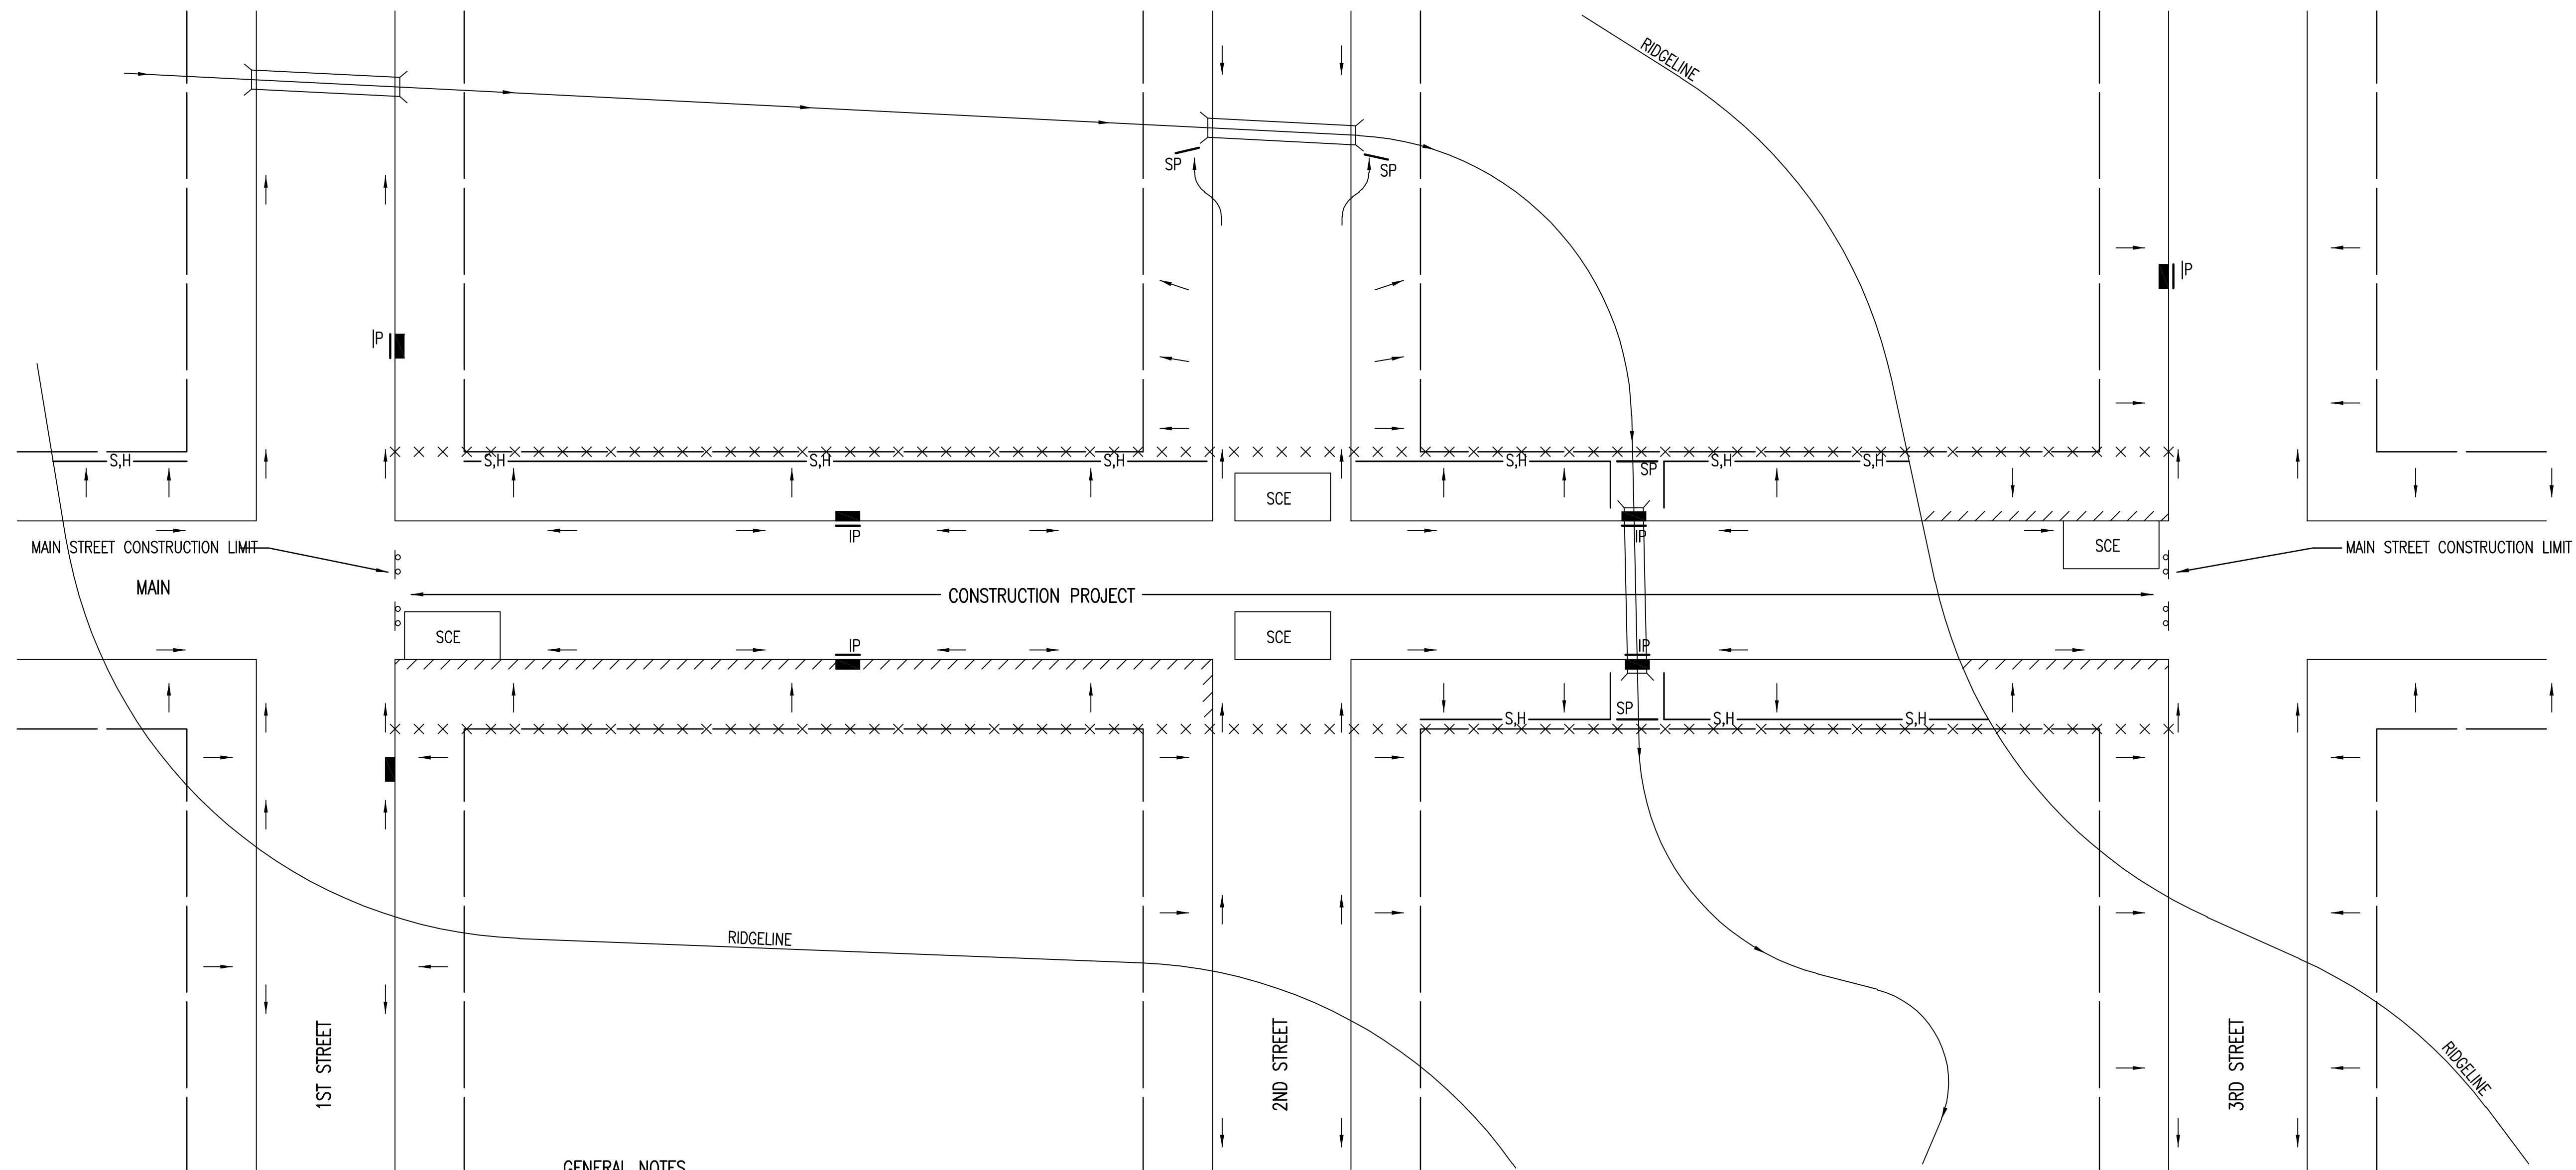 RIDGELINE
SP
SP
IP
IP
S,H
S,H
S,H
S,H
S,H
SP
S,H
S,H
SCE
IP
IP
MAIN STREET CONSTRUCTION LIMIT
SCE
MAIN STREET CONSTRUCTION LIMIT
MAIN
CONSTRUCTION PROJECT
SCE
SCE
IP
IP
S,H
SP
S,H
S,H
RIDGELINE
1ST STREET
2ND STREET
3RD STREET
RIDGELINE
GENERAL NOTES